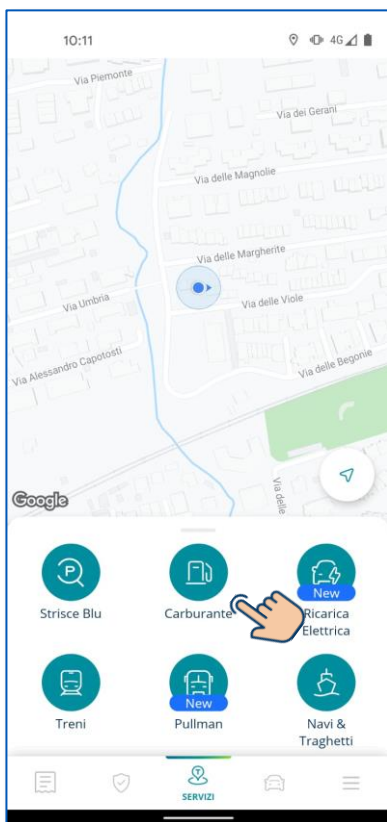 10:11
4G
Via Piemonte
Via dei Gerani
Via delle Magnolie
Via delle Margherite
Via Umbria
Via delle Viole
Via Alessandro Capotosti
Via delle Begonie
Via delle
Google
P
Strisce Blu
Carburante
New
Ricarica
Elettrica
Treni
New
Pullman
Navi &
Traghetti
T
SERVIZI